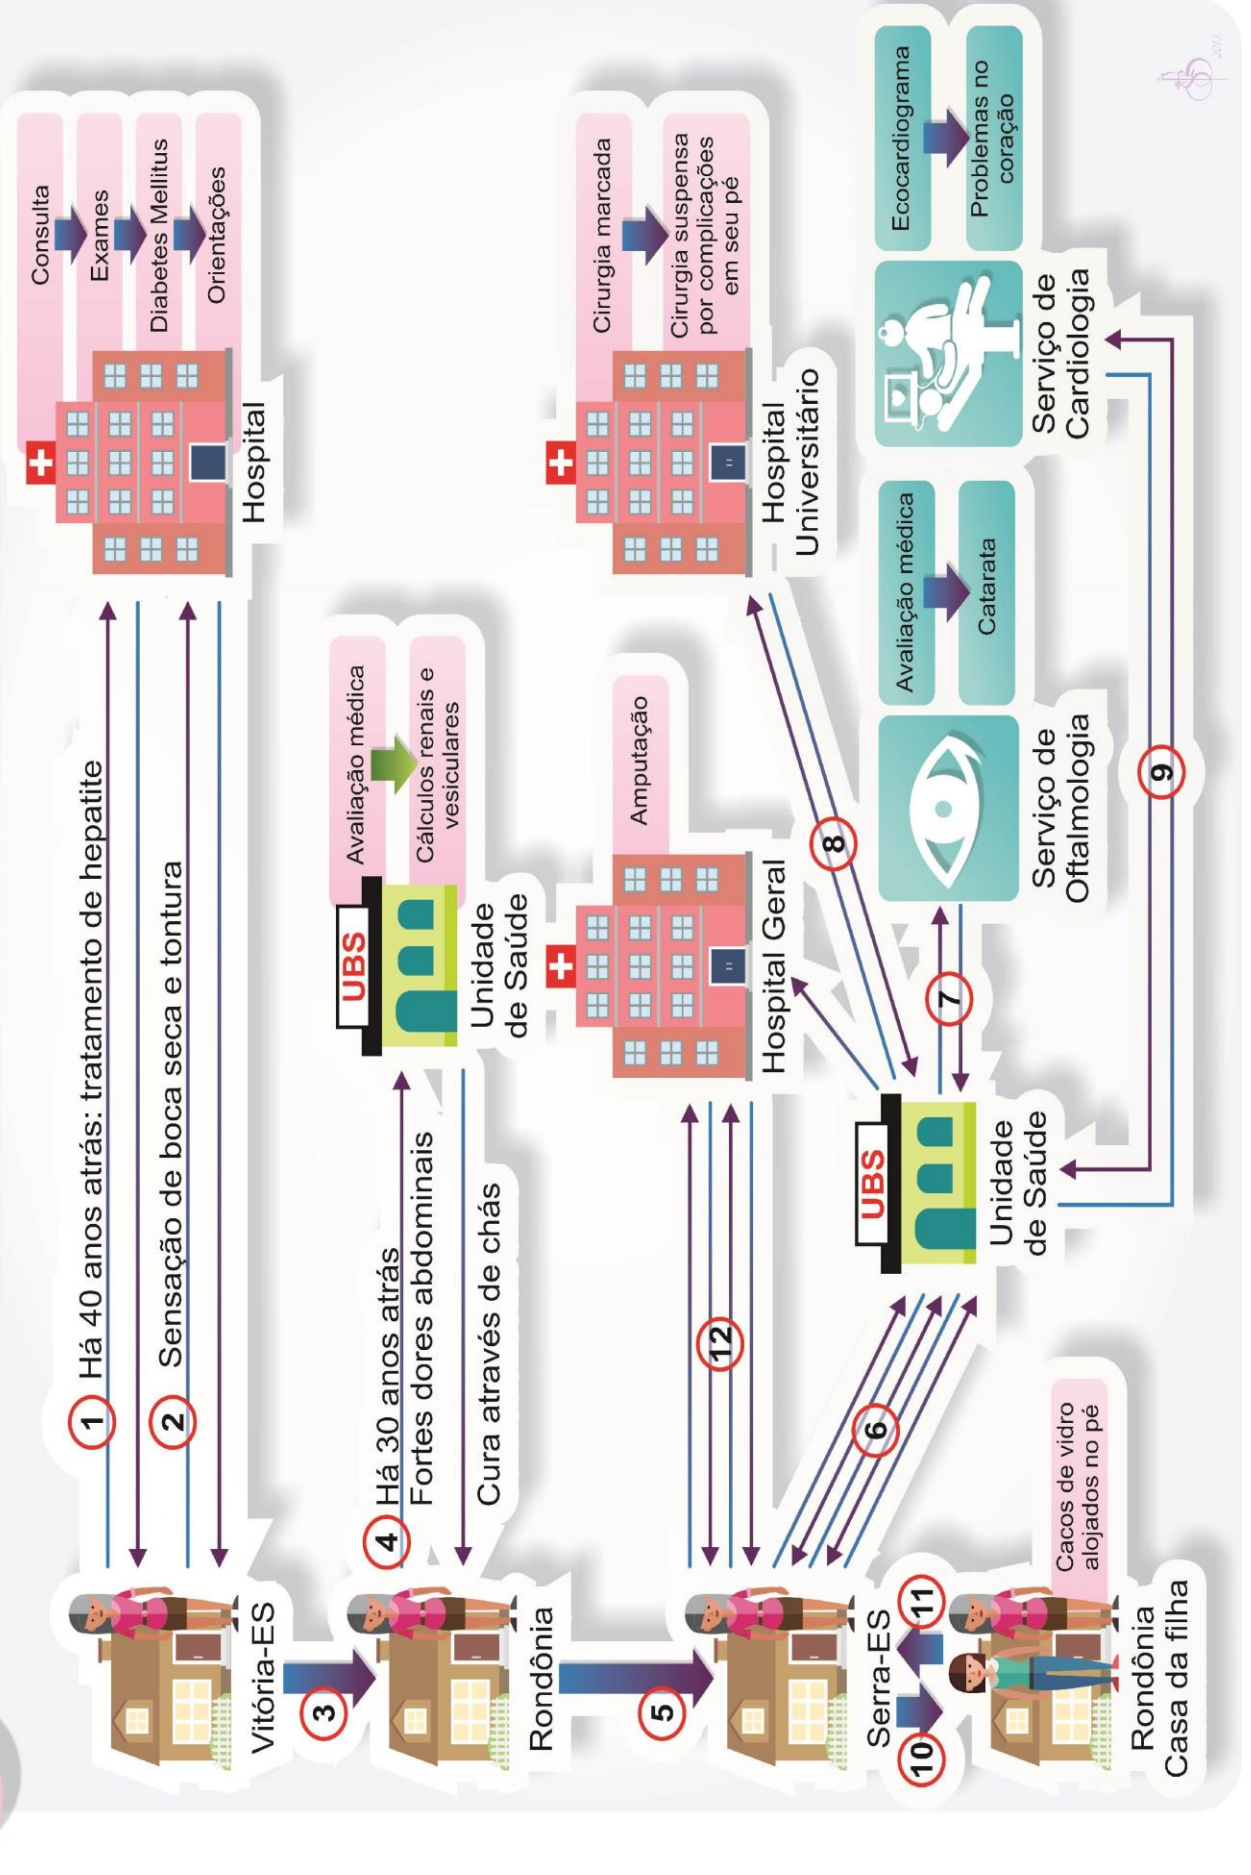 1
Há 40 anos atrás: tratamento de hepatite
2
Sensação de boca seca e tontura
Vitória-ES
Hospital
Consulta
Exames
Diabetes Mellitus
Orientações
3
4
Há 30 anos atrás
Fortes dores abdominais
Cura através de chás
Rondônia
UBS
Unidade
de Saúde
Avaliação médica
Cálculos renais e
vesiculares
5
12
Serra-ES
Hospital Geral
Amputação
Hospital
Universitário
Cirurgia marcada
Cirurgia suspensa
por complicações
em seu pé
6
UBS
Unidade
de Saúde
7
8
9
Serviço de
Oftalmologia
Avaliação médica
Catarata
Serviço de
Cardiologia
Ecocardiograma
Problemas no
coração
10
11
Rondônia
Casa da filha
Cacos de vidro
alojados no pé
2015